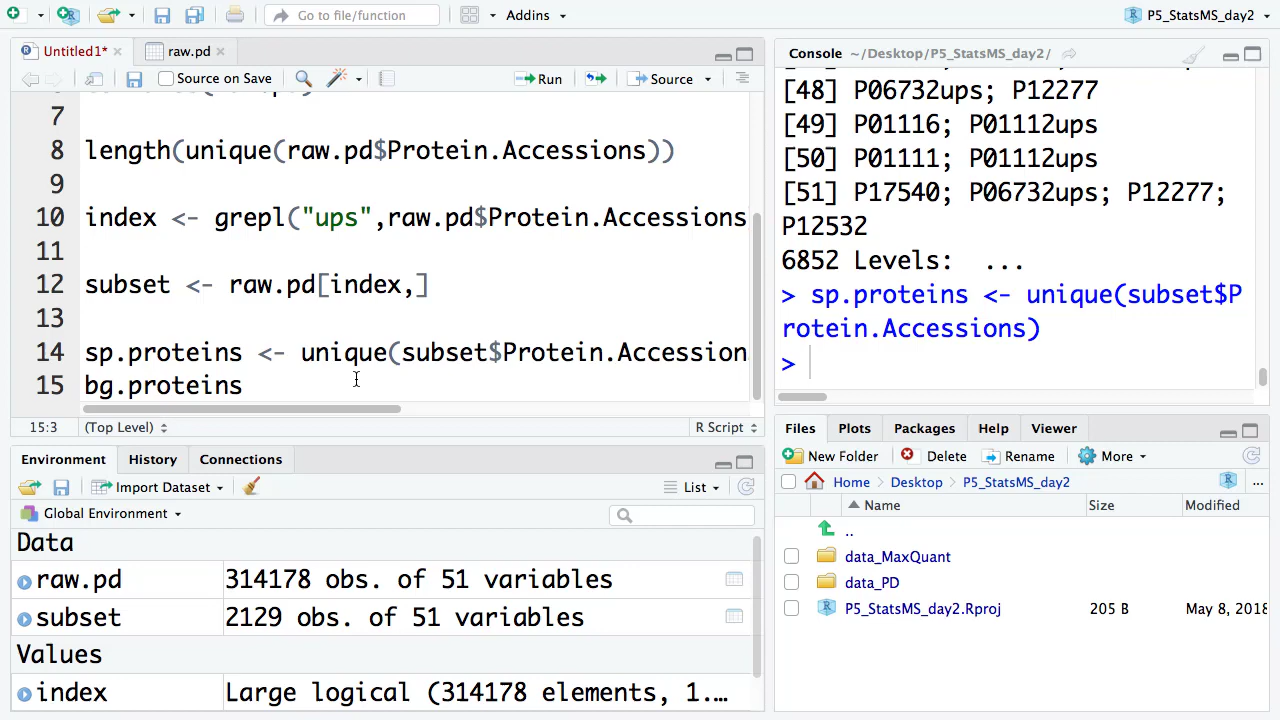 Go to file/function
Addins
P5_StatsMS_day2
Untitled1*
raw.pd
Source on Save
Run
Source
7
8 length(unique(raw.pd$Protein.Accessions))
9
10 index <- grepl("ups",raw.pd$Protein.Accessions
11
12 subset <- raw.pd[index,]
13
14 sp.proteins <- unique(subset$Protein.Accession
15 bg.proteins
15:3
(Top Level)
R Script
Console ~/Desktop/P5_StatsMS_day2/
[48] P06732ups; P12277
[49] P01116; P01112ups
[50] P01111; P01112ups
[51] P17540; P06732ups; P12277;
P12532
6852 Levels: ...
> sp.proteins <- unique(subset$P
rotein.Accessions)
>
Environment History Connections
Import Dataset
List
Global Environment
Data
raw.pd 314178 obs. of 51 variables
subset 2129 obs. of 51 variables
Values
index Large logical (314178 elements, 1.…
Files Plots Packages Help Viewer
New Folder Delete Rename More
Home Desktop P5_StatsMS_day2
...
Name Size Modified
..
data_MaxQuant
data_PD
P5_StatsMS_day2.Rproj 205 B May 8, 2018